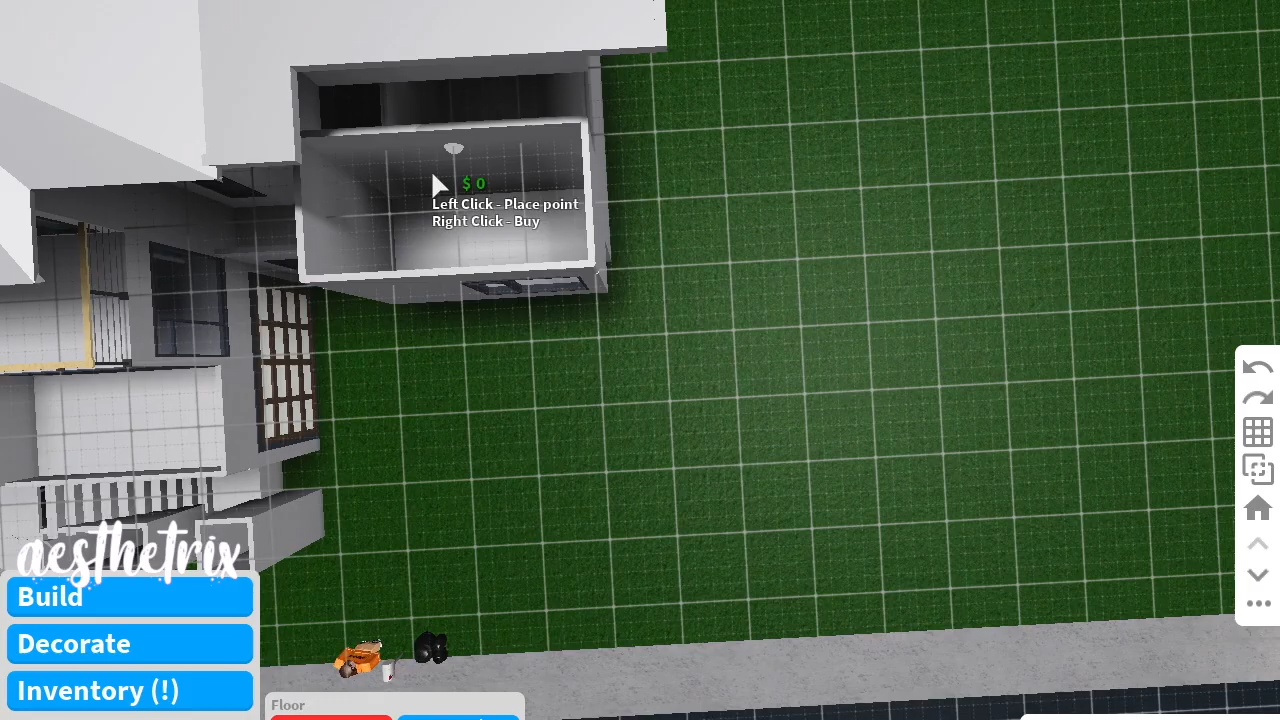 $ 0
Left Click - Place point
Right Click - Buy
aesthetrix
Build
Decorate
Inventory (!)
Floor